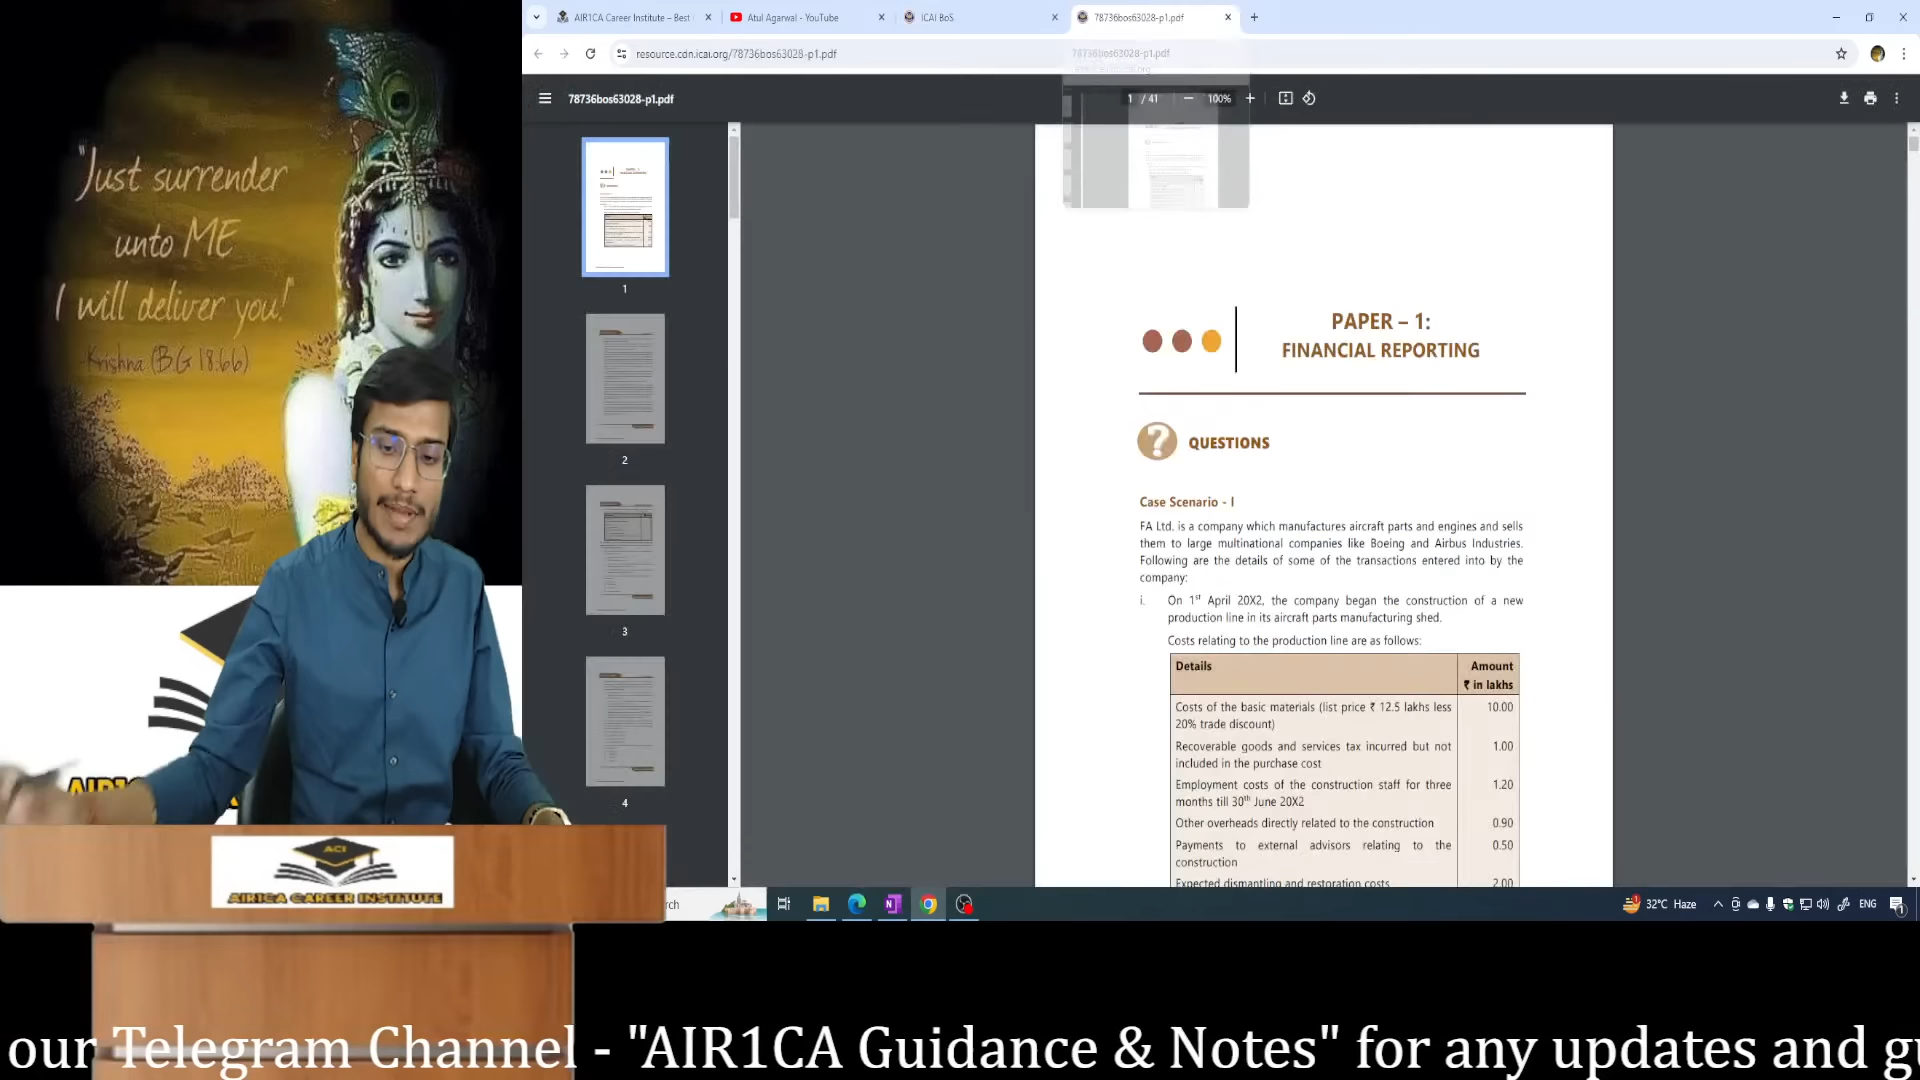 "Just surrender
unto ME
I will deliver you!"
- Krishna (B.G 18:66)
ACI
AIR1CA CAREER INSTITUTE
AIR1CA Career Institute – Best
Atul Agarwal - YouTube
ICAI BoS
78736bos63028-p1.pdf
resource.cdn.icai.org/78736bos63028-p1.pdf
78736bos63028-p1.pdf
78736bos63028-p1.pdf
1 / 41
100%
1
2
3
4
PAPER – 1:
FINANCIAL REPORTING
?
QUESTIONS
Case Scenario - I
FA Ltd. is a company which manufactures aircraft parts and engines and sells
them to large multinational companies like Boeing and Airbus Industries.
Following are the details of some of the transactions entered into by the
company:
i. On 1st April 20X2, the company began the construction of a new
production line in its aircraft parts manufacturing shed.
Costs relating to the production line are as follows:
Details Amount
₹ in lakhs
Costs of the basic materials (list price ₹ 12.5 lakhs less 10.00
20% trade discount)
Recoverable goods and services tax incurred but not 1.00
included in the purchase cost
Employment costs of the construction staff for three 1.20
months till 30th June 20X2
Other overheads directly related to the construction 0.90
Payments to external advisors relating to the 0.50
construction
Expected dismantling and restoration costs 2.00
rch
32°C Haze
ENG
1
our Telegram Channel - "AIR1CA Guidance & Notes" for any updates and gu